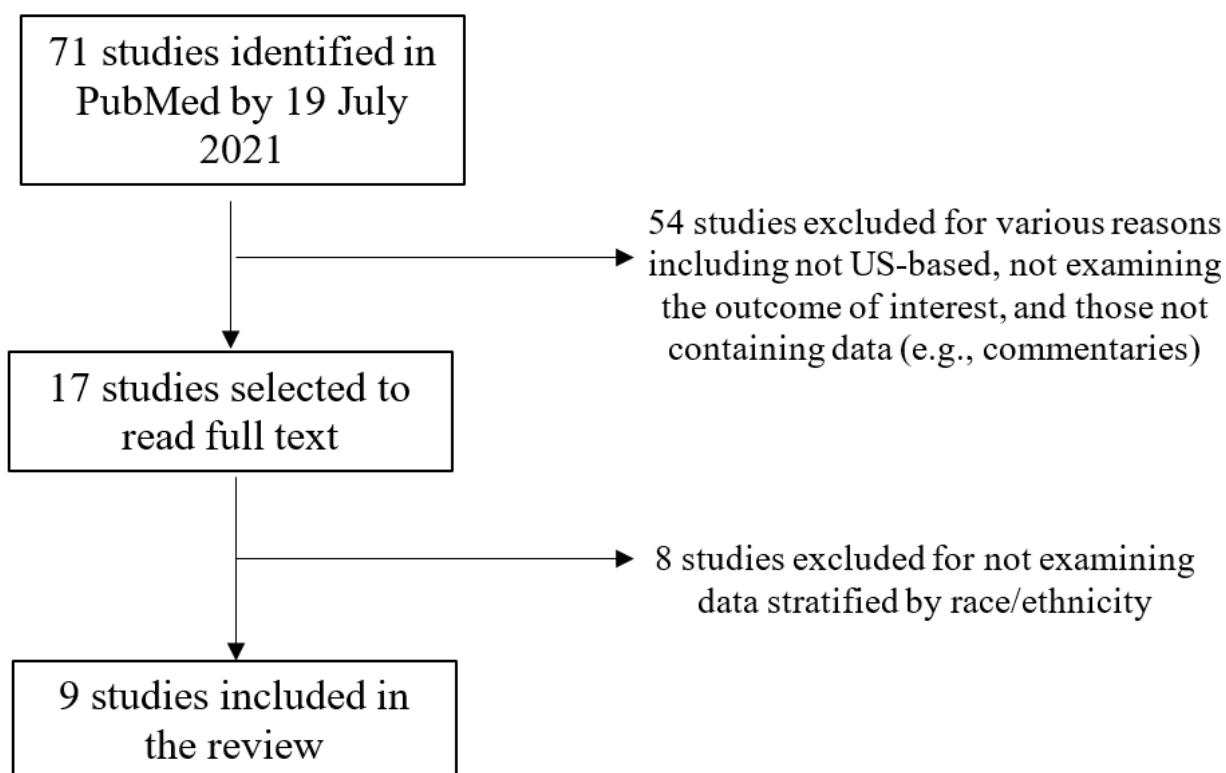 71 studies identified in
PubMed by 19 July
2021
54 studies excluded for various reasons
including not US-based, not examining
the outcome of interest, and those not
containing data (e.g., commentaries)
17 studies selected to
read full text
8 studies excluded for not examining
data stratified by race/ethnicity
9 studies included in
the review